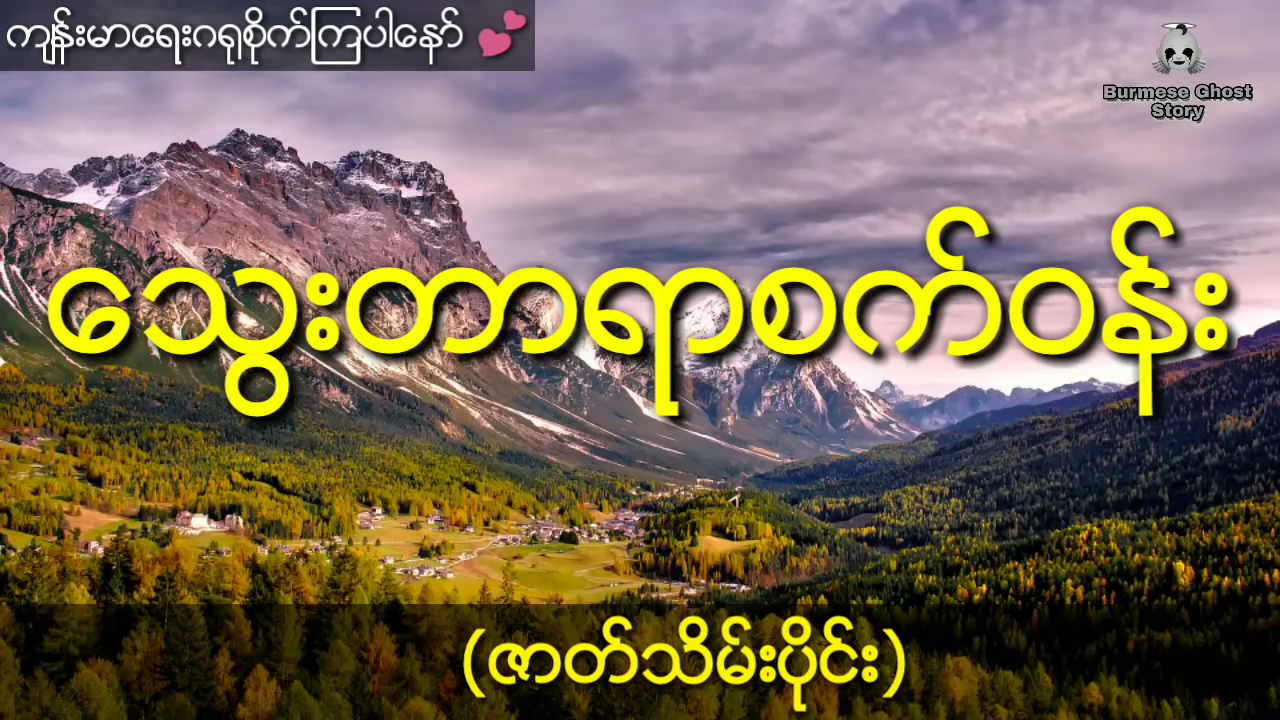 ကျန်းမာရေးဂရုစိုက်ကြပါနော် 💕
Burmese Ghost
Story
သွေးတာရာစက်ဝန်း
(ဇာတ်သိမ်းပိုင်း)